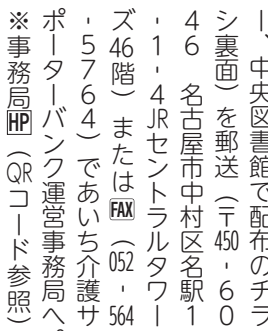 ー、中央図書館で配布のチラ
シ裏面）を郵送（〒450‐60
46 名古屋市中村区名駅1
‐1‐4JRセントラルタワー
ズ46階）またはFAX（052‐564
‐5764）であいち介護サ
ポーターバンク運営事務局へ
※事務局HP（QRコード参照）